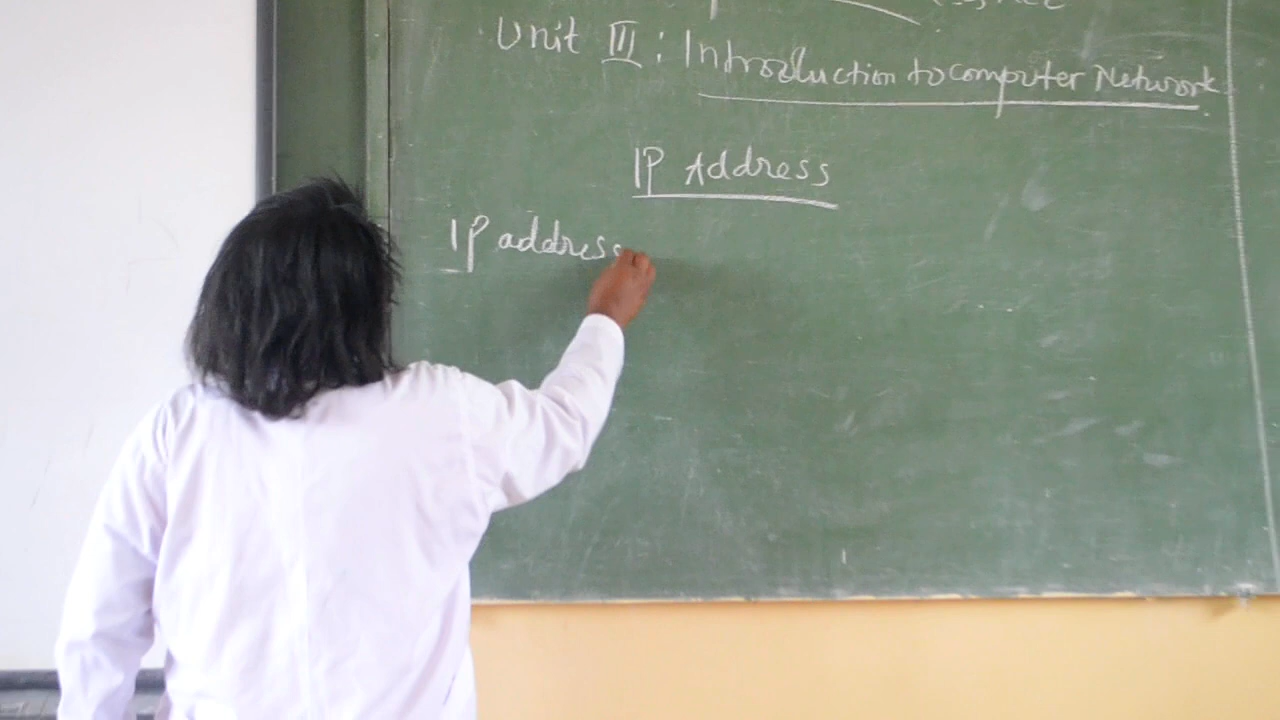 Unit III : Introduction to computer Network
IP Address
IP address